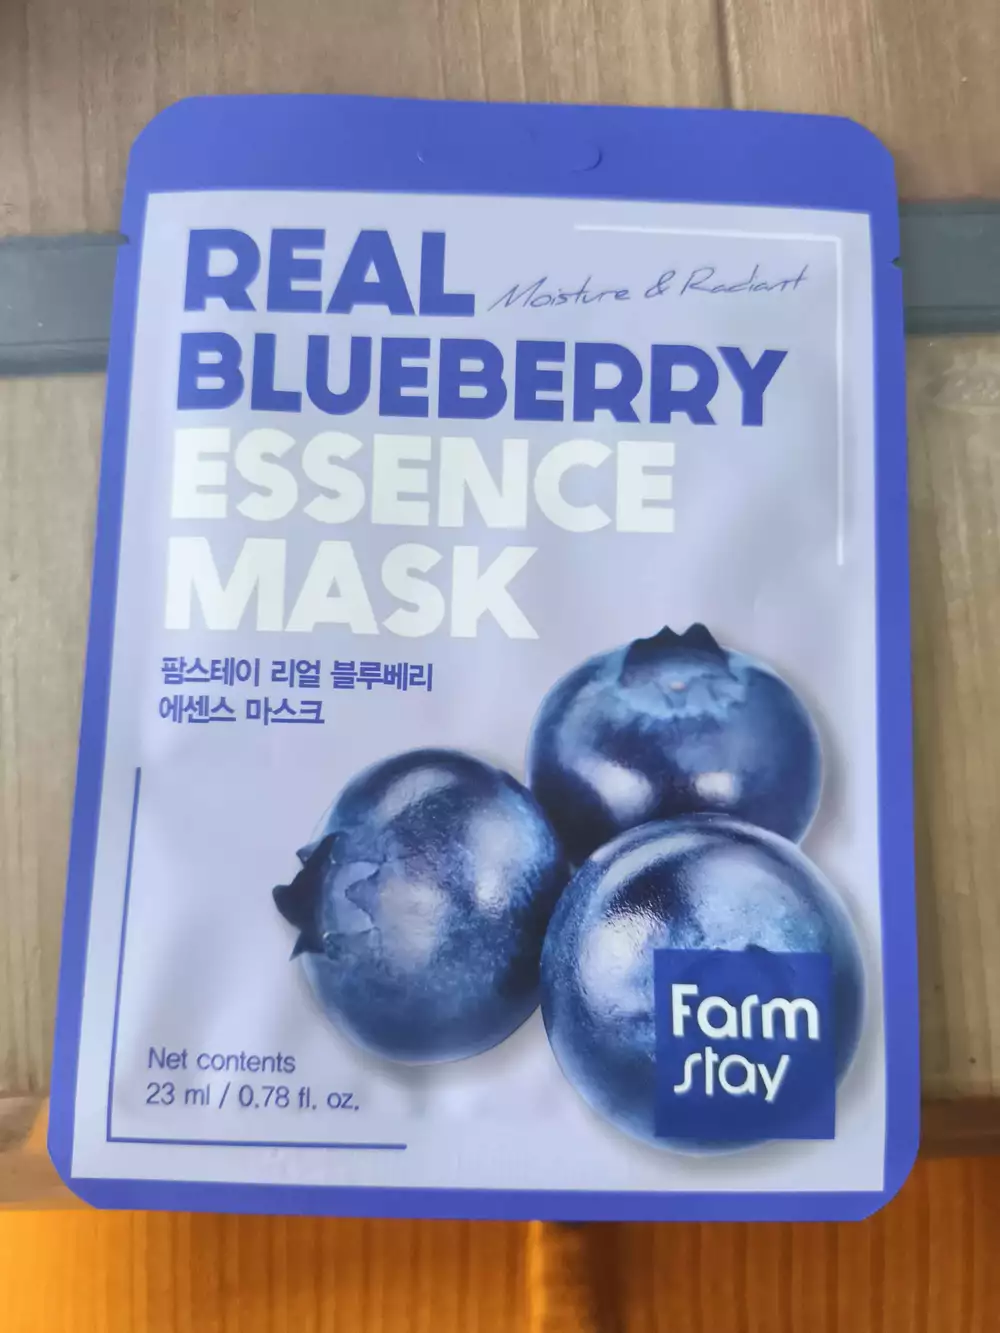 REAL
Moisture & Radiant
BLUEBERRY
ESSENCE
MASK
팜스테이 리얼 블루베리
에센스 마스크
Net contents
23 ml / 0.78 fl. oz.
Farm
stay